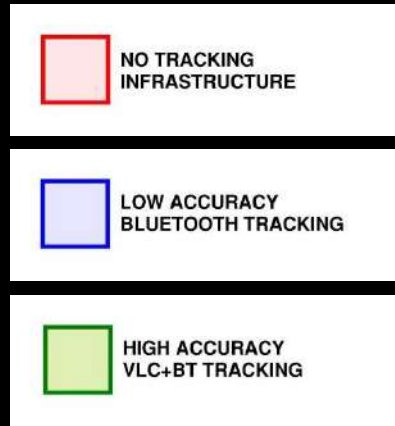 NO TRACKING
INFRASTRUCTURE
LOW ACCURACY
BLUETOOTH TRACKING
HIGH ACCURACY
VLC+BT TRACKING